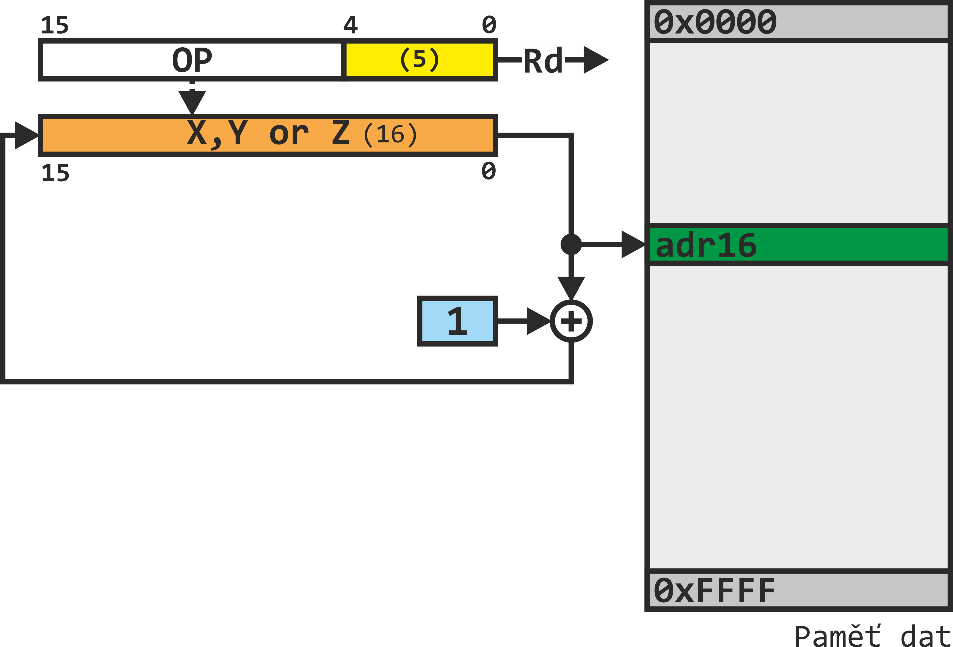 15 4 0
OP (5) Rd
X,Y or Z (16)
15 0
1
+
0x0000
adr16
0xFFFF
Paměť dat